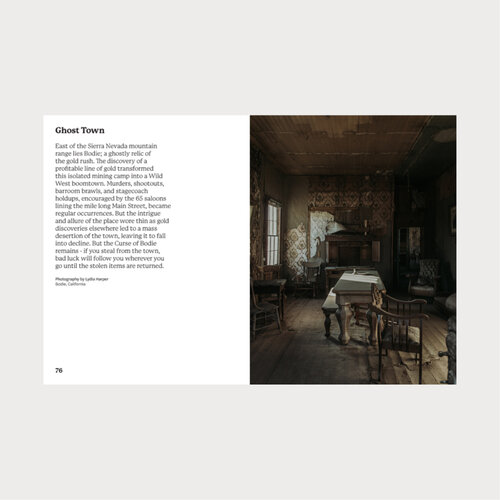 Ghost Town
East of the Sierra Nevada mountain
range lies Bodie; a ghostly relic of
the gold rush. The discovery of a
profitable line of gold transformed
this isolated mining camp into a Wild
West boomtown. Murders, shootouts,
barroom brawls, and stagecoach
holdups, encouraged by the 65 saloons
lining the mile long Main Street, became
regular occurrences. But the intrigue
and allure of the place wore thin as gold
discoveries elsewhere led to a mass
desertion of the town, leaving it to fall
into decline. But the Curse of Bodie
remains - if you steal from the town,
bad luck will follow you wherever you
go until the stolen items are returned.
Photography by Lydia Harper
Bodie, California
76